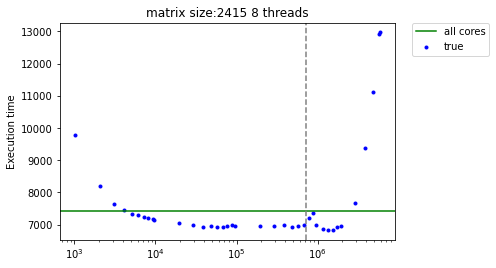 matrix size:2415 8 threads
all cores
true
13000
12000
11000
10000
9000
8000
7000
Execution time
10³
10⁴
10⁵
10⁶